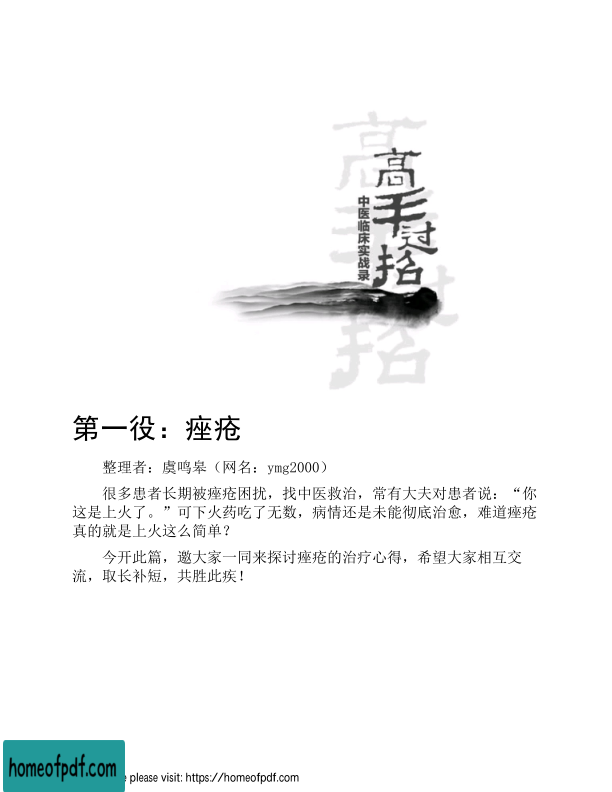 高手过招
中医临床实战录
第一役：痤疮
整理者：虞鸣皋（网名：ymg2000）
很多患者长期被痤疮困扰，找中医救治，常有大夫对患者说：“你
这是上火了。”可下火药吃了无数，病情还是未能彻底治愈，难道痤疮
真的就是上火这么简单？
今开此篇，邀大家一同来探讨痤疮的治疗心得，希望大家相互交
流，取长补短，共胜此疾！
homeofpdf.com
e please visit: https://homeofpdf.com